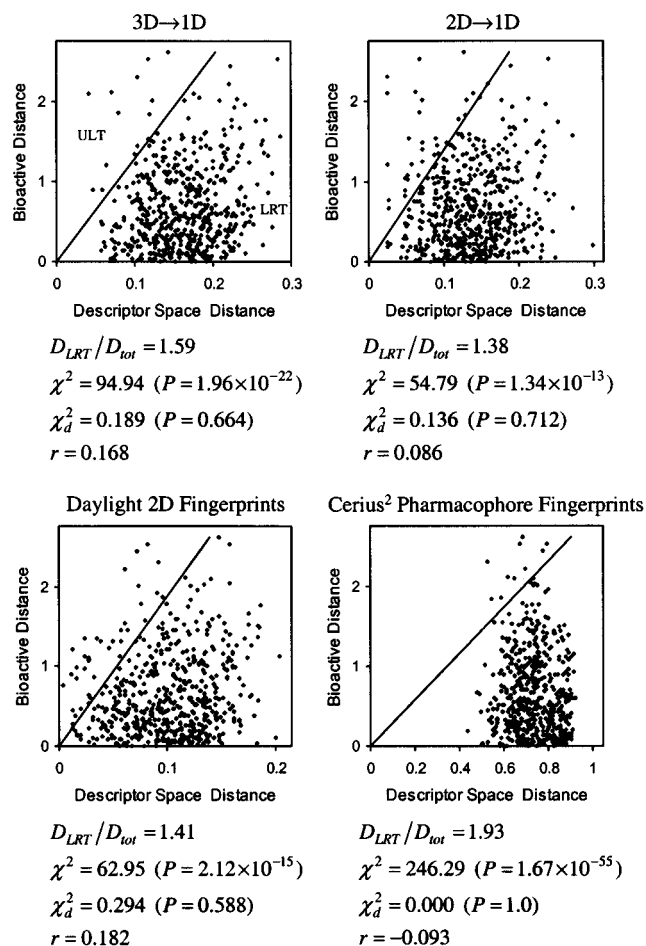 3D→1D
Bioactive Distance
2
1
0
ULT
LRT
0
0.1
0.2
0.3
Descriptor Space Distance
D_LRT/D_tot = 1.59
χ² = 94.94 (P = 1.96×10⁻²²)
χ_d² = 0.189 (P = 0.664)
r = 0.168
2D→1D
Bioactive Distance
2
1
0
0
0.1
0.2
0.3
Descriptor Space Distance
D_LRT/D_tot = 1.38
χ² = 54.79 (P = 1.34×10⁻¹³)
χ_d² = 0.136 (P = 0.712)
r = 0.086
Daylight 2D Fingerprints
Bioactive Distance
2
1
0
0
0.1
0.2
Descriptor Space Distance
D_LRT/D_tot = 1.41
χ² = 62.95 (P = 2.12×10⁻¹⁵)
χ_d² = 0.294 (P = 0.588)
r = 0.182
Cerius² Pharmacophore Fingerprints
Bioactive Distance
2
1
0
0
0.2
0.4
0.6
0.8
1
Descriptor Space Distance
D_LRT/D_tot = 1.93
χ² = 246.29 (P = 1.67×10⁻⁵⁵)
χ_d² = 0.000 (P = 1.0)
r = −0.093